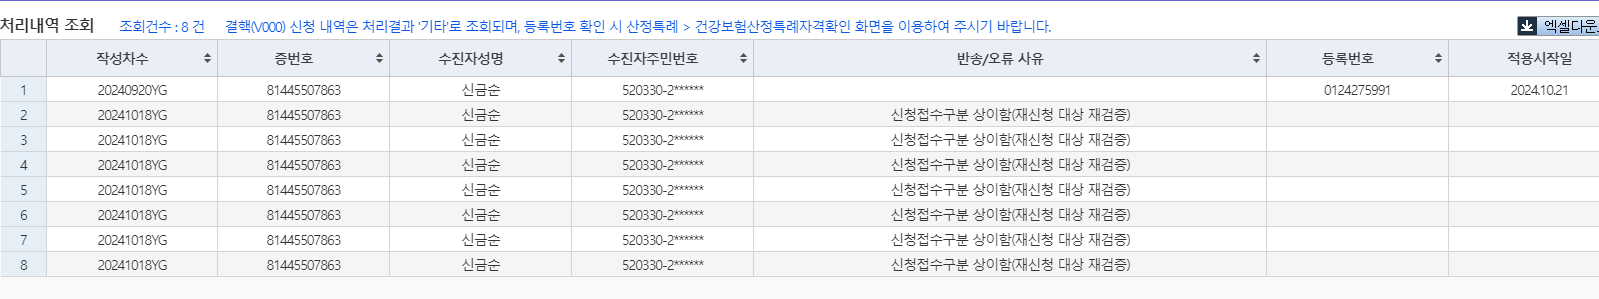 처리내역 조회 조회건수 : 8 건 결핵(V000) 신청 내역은 처리결과 '기타'로 조회되며, 등록번호 확인 시 산정특례 > 건강보험산정특례자격확인 화면을 이용하여 주시기 바랍니다. 엑셀다운
작성차수 증번호 수진자성명 수진자주민번호 반송/오류 사유 등록번호 적용시작일
1 20240920YG 81445507863 신금순 520330-2****** 0124275991 2024.10.21
2 20241018YG 81445507863 신금순 520330-2****** 신청접수구분 상이함(재신청 대상 재검증)
3 20241018YG 81445507863 신금순 520330-2****** 신청접수구분 상이함(재신청 대상 재검증)
4 20241018YG 81445507863 신금순 520330-2****** 신청접수구분 상이함(재신청 대상 재검증)
5 20241018YG 81445507863 신금순 520330-2****** 신청접수구분 상이함(재신청 대상 재검증)
6 20241018YG 81445507863 신금순 520330-2****** 신청접수구분 상이함(재신청 대상 재검증)
7 20241018YG 81445507863 신금순 520330-2****** 신청접수구분 상이함(재신청 대상 재검증)
8 20241018YG 81445507863 신금순 520330-2****** 신청접수구분 상이함(재신청 대상 재검증)